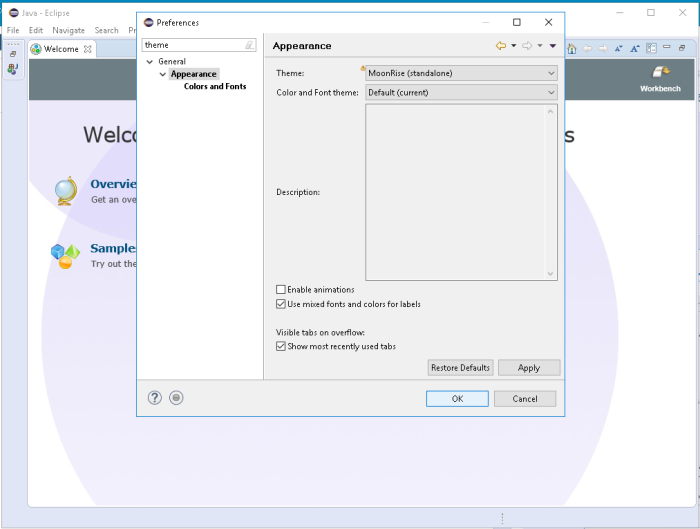 Java - Eclipse
File Edit Navigate Search
Welcome
Preferences
theme
General
Appearance
Colors and Fonts
Appearance
Theme: MoonRise (standalone)
Color and Font theme: Default (current)
Description:
Enable animations
Use mixed fonts and colors for labels
Visible tabs on overflow:
Show most recently used tabs
Restore Defaults Apply
OK Cancel
Workbench
Welco
s
Overvie
Get an ove
Sample
Try out the